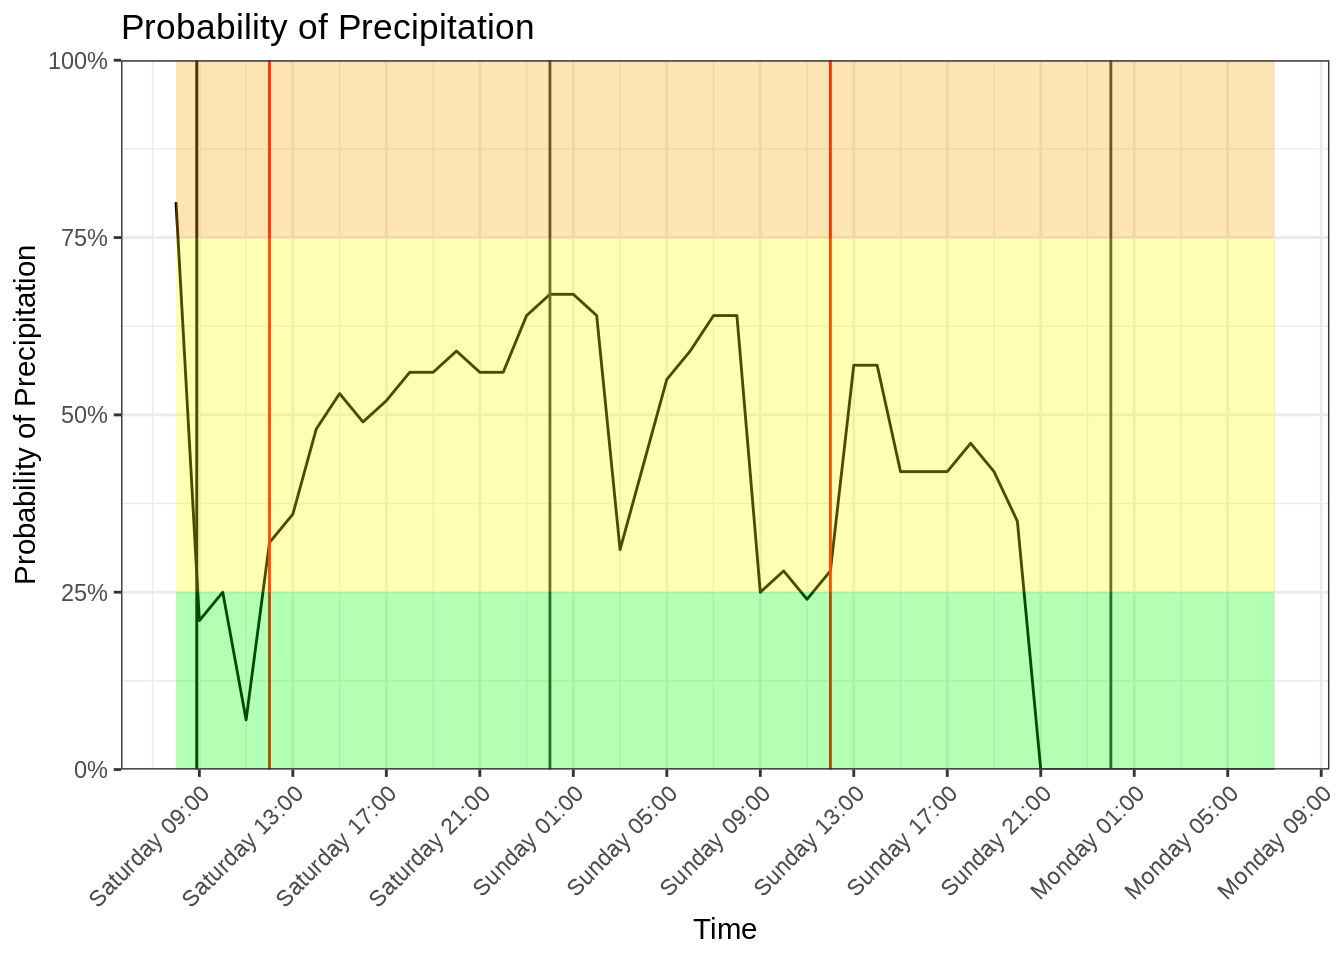 Probability of Precipitation
Probability of Precipitation
100%
75%
50%
25%
0%
Saturday 09:00
Saturday 13:00
Saturday 17:00
Saturday 21:00
Sunday 01:00
Sunday 05:00
Sunday 09:00
Sunday 13:00
Sunday 17:00
Sunday 21:00
Monday 01:00
Monday 05:00
Monday 09:00
Time